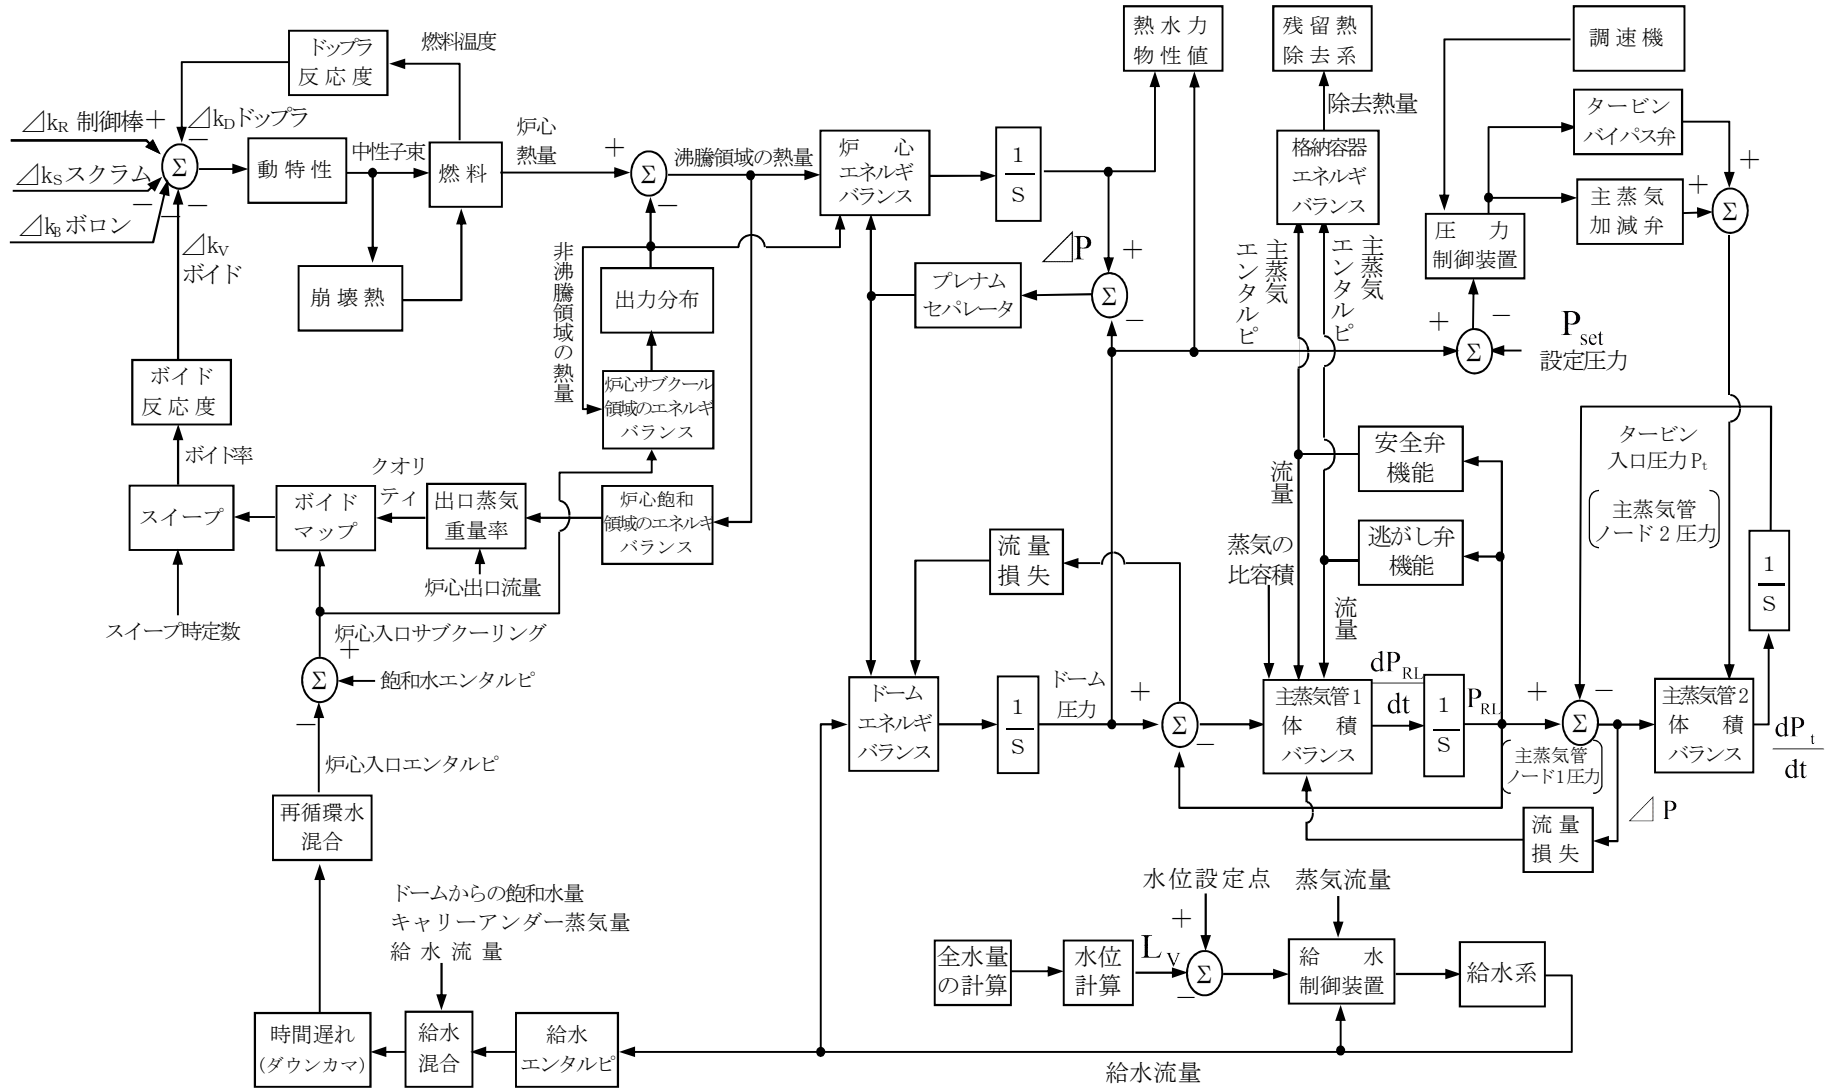 ドップラ
反応度
燃料温度
⊿kR 制御棒＋
⊿kDドップラ
−
⊿kSスクラム
−
⊿kBボロン
−
−
Σ
動特性
中性子束
燃料
炉心
熱量
＋
Σ
−
沸騰領域の熱量
炉心
エネルギ
バランス
1
S
熱水力
物性値
残留熱
除去系
除去熱量
格納容器
エネルギ
バランス
調速機
タービン
バイパス弁
＋
主蒸気
加減弁
＋
Σ
圧力
制御装置
＋
−
Σ
Pset
設定圧力
⊿kV
ボイド
崩壊熱
非沸騰領域の熱量
出力分布
プレナム
セパレータ
⊿P
＋
Σ
−
主蒸気
エンタルピ
主蒸気
エンタルピ
ボイド
反応度
炉心サブクール
領域のエネルギ
バランス
ボイド率
クオリ
ティ
スイープ
ボイド
マップ
出口蒸気
重量率
炉心飽和
領域のエネルギ
バランス
炉心出口流量
スイープ時定数
炉心入口サブクーリング
＋
Σ
飽和水エンタルピ
−
炉心入口エンタルピ
流量
損失
流量
安全弁
機能
逃がし弁
機能
蒸気の
比容積
流量
タービン
入口圧力Pt
主蒸気管
ノード2圧力
1
S
ドーム
エネルギ
バランス
1
S
ドーム
圧力
＋
Σ
−
主蒸気管1
体積
バランス
dPRL
dt
1
S
PRL
＋
−
Σ
主蒸気管
ノード1圧力
主蒸気管2
体積
バランス
dPt
dt
流量
損失
⊿P
再循環水
混合
ドームからの飽和水量
キャリーアンダー蒸気量
給水流量
水位設定点
＋
蒸気流量
全水量
の計算
水位
計算
LV
Σ
−
給水
制御装置
給水系
時間遅れ
(ダウンカマ)
給水
混合
給水
エンタルピ
給水流量